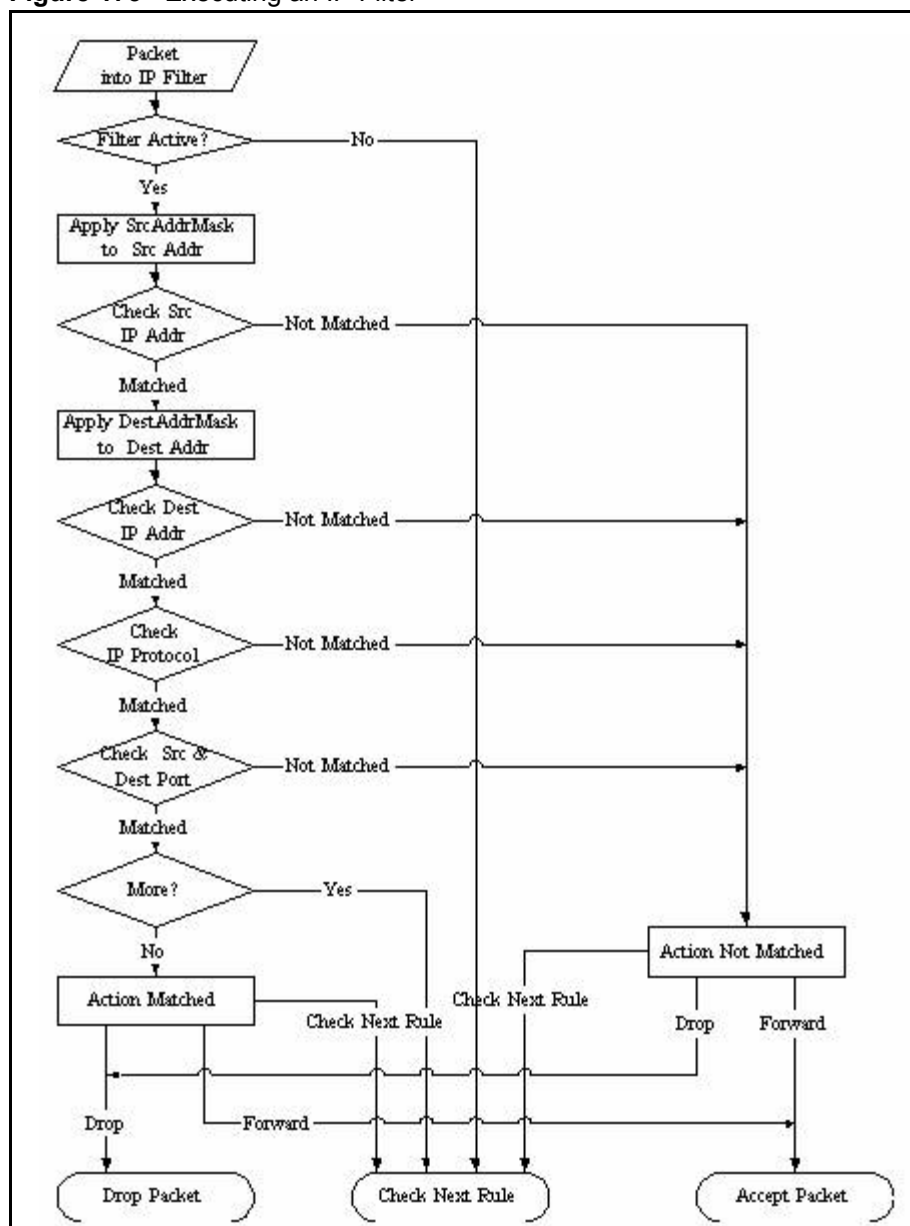 Packet
into IP Filter
Filter Active?
No
Yes
Apply SrcAddrMask
to Src Addr
Check Src
IP Addr
Not Matched
Matched
Apply DestAddrMask
to Dest Addr
Check Dest
IP Addr
Not Matched
Matched
Check
IP Protocol
Not Matched
Matched
Check Src &
Dest Port
Not Matched
Matched
More?
Yes
No
Action Not Matched
Action Matched
Check Next Rule
Check Next Rule
Drop
Forward
Drop
Forward
Drop Packet
Check Next Rule
Accept Packet